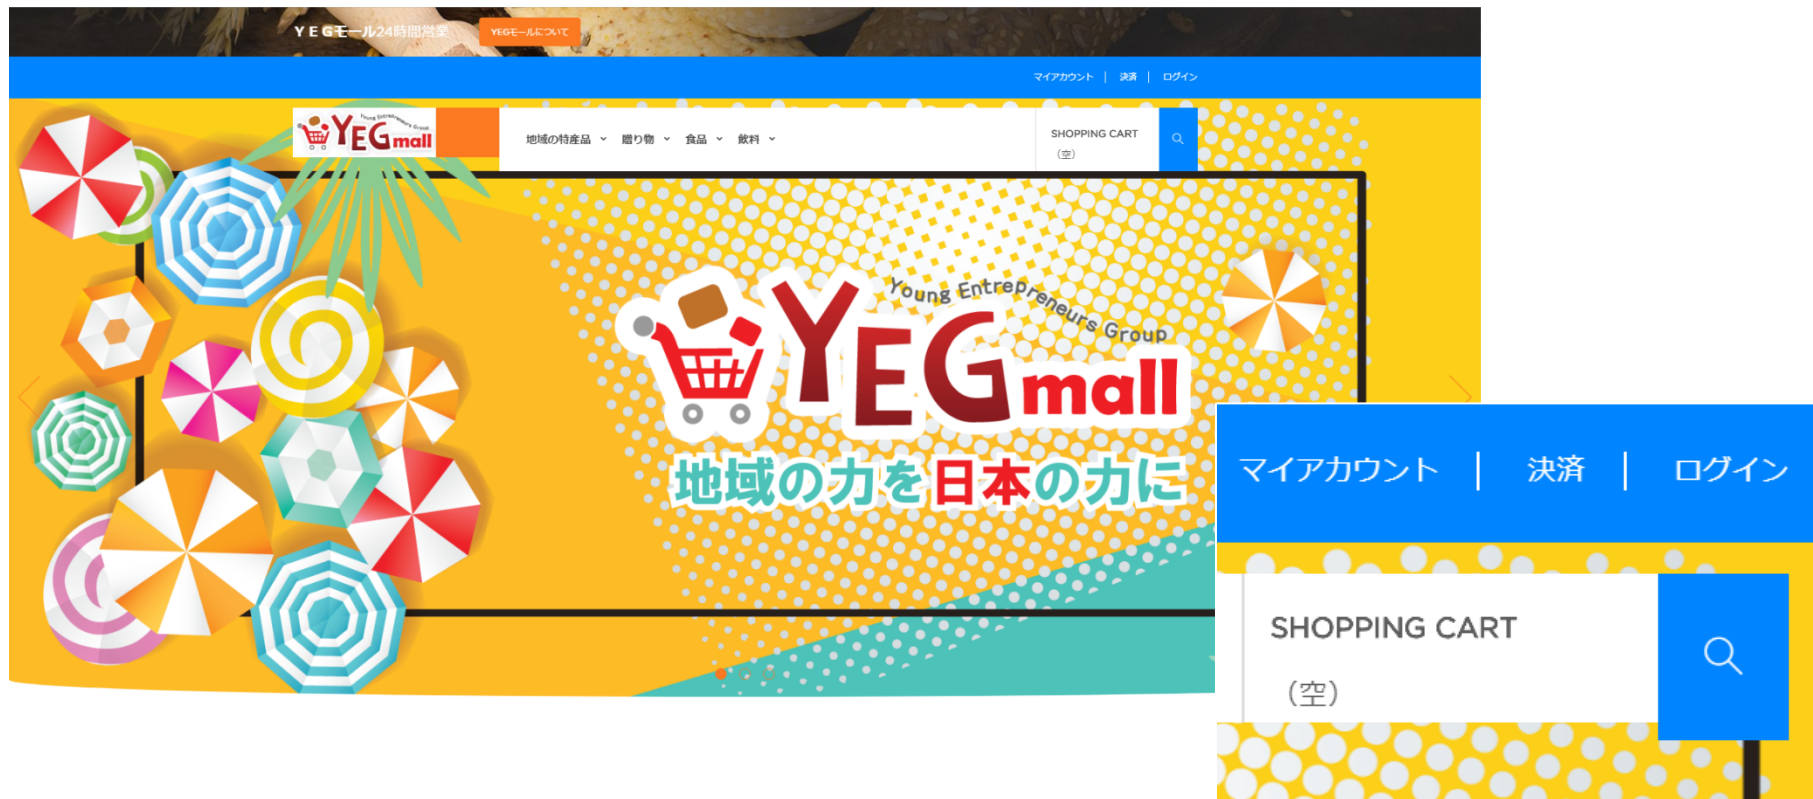 ＹＥＧモール24時間営業
YEGモールについて
マイアカウント | 決済 | ログイン
Young Entrepreneurs Group
YEG mall
地域の特産品 贈り物 食品 飲料
SHOPPING CART
（空）
Young Entrepreneurs Group
YEG mall
地域の力を日本の力に
マイアカウント | 決済 | ログイン
SHOPPING CART
（空）